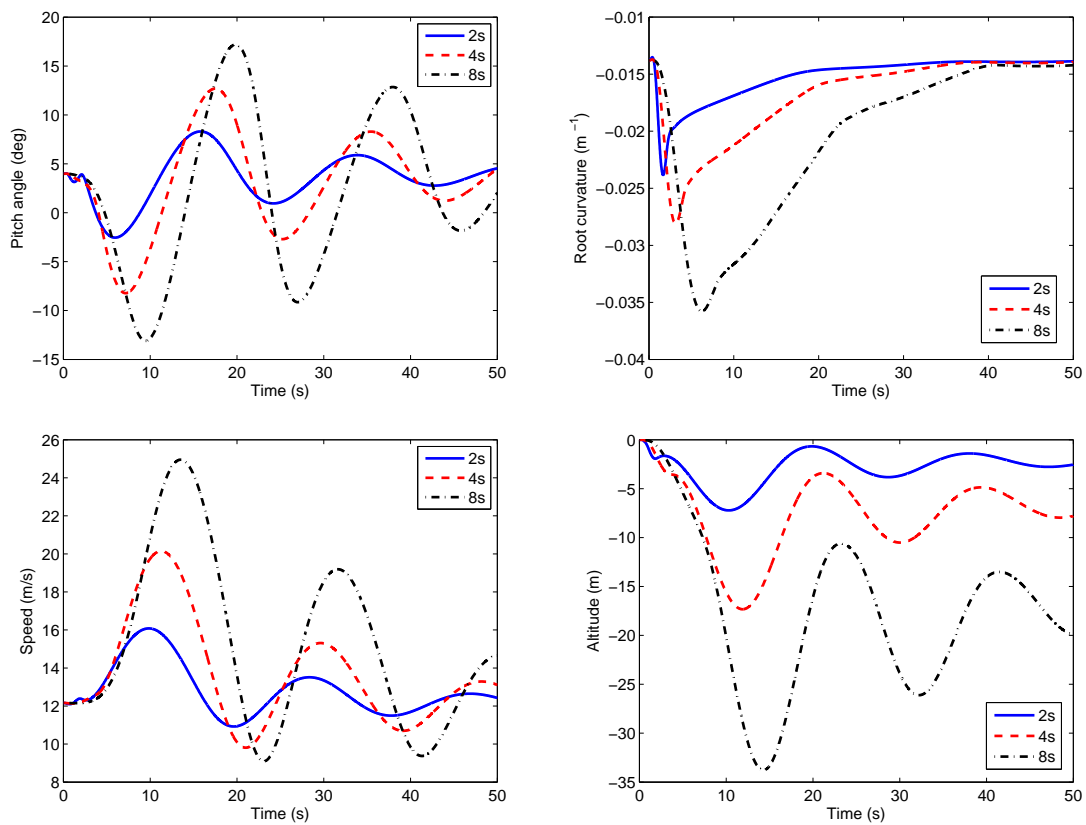 20
15
10
5
0
−5
−10
−15
0
10
20
30
40
50
Pitch angle (deg)
Time (s)
2s
4s
8s
−0.01
−0.015
−0.02
−0.025
−0.03
−0.035
−0.04
0
10
20
30
40
50
Root curvature (m⁻¹)
Time (s)
2s
4s
8s
26
24
22
20
18
16
14
12
10
8
0
10
20
30
40
50
Speed (m/s)
Time (s)
2s
4s
8s
0
−5
−10
−15
−20
−25
−30
−35
0
10
20
30
40
50
Altitude (m)
Time (s)
2s
4s
8s